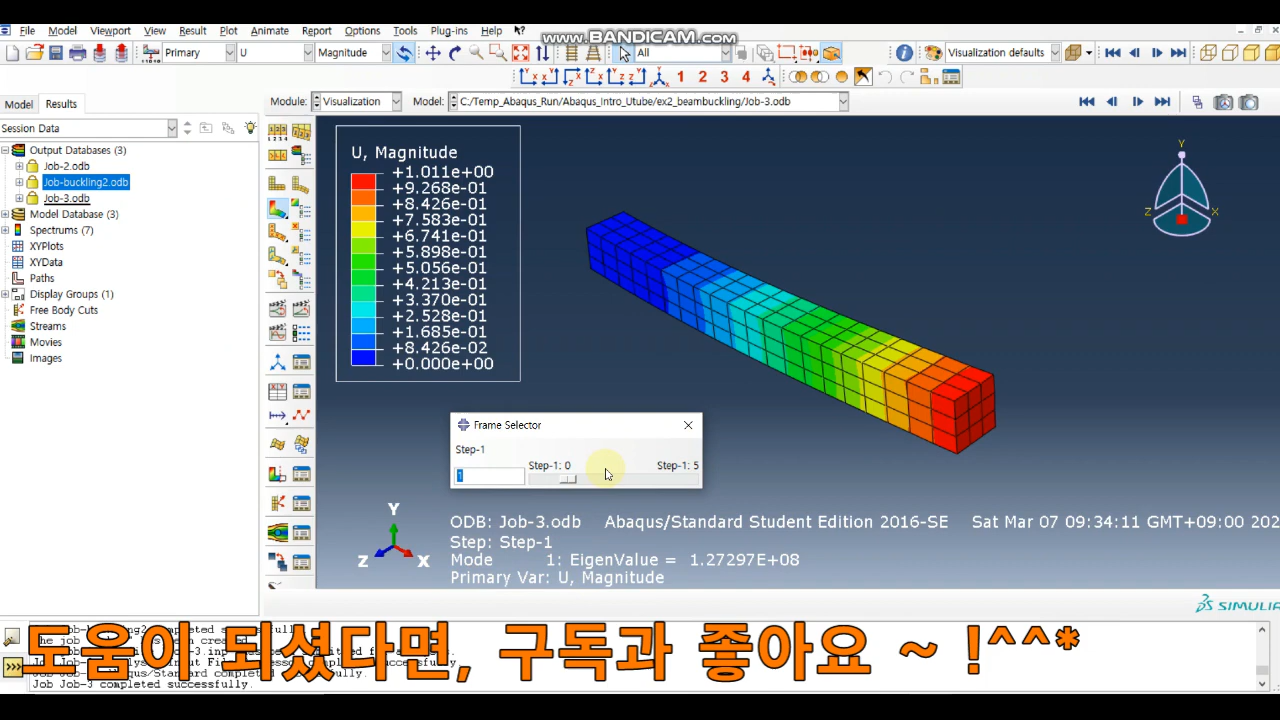 www.BANDICAM.com
File Model Viewport View Result Plot Animate Report Options Tools Plug-ins Help
Primary U Magnitude All Visualization defaults
1 2 3 4
Model Results Module: Visualization Model: C:/Temp_Abaqus_Run/Abaqus_Intro_Utube/ex2_beambuckling/Job-3.odb
Session Data
Output Databases (3)
Job-2.odb
Job-buckling2.odb
Job-3.odb
Model Database (3)
Spectrums (7)
XYPlots
XYData
Paths
Display Groups (1)
Free Body Cuts
Streams
Movies
Images
U, Magnitude
+1.011e+00
+9.268e-01
+8.426e-01
+7.583e-01
+6.741e-01
+5.898e-01
+5.056e-01
+4.213e-01
+3.370e-01
+2.528e-01
+1.685e-01
+8.426e-02
+0.000e+00
Y
Z X
Frame Selector
Step-1
Step-1: 0 Step-1: 5
1
Y
Z X
ODB: Job-3.odb Abaqus/Standard Student Edition 2016-SE Sat Mar 07 09:34:11 GMT+09:00 202
Step: Step-1
Mode 1: EigenValue = 1.27297E+08
Primary Var: U, Magnitude
SIMULIA
도움이 되셨다면, 구독과 좋아요 ~ !^^*
Job Job-3 completed successfully.